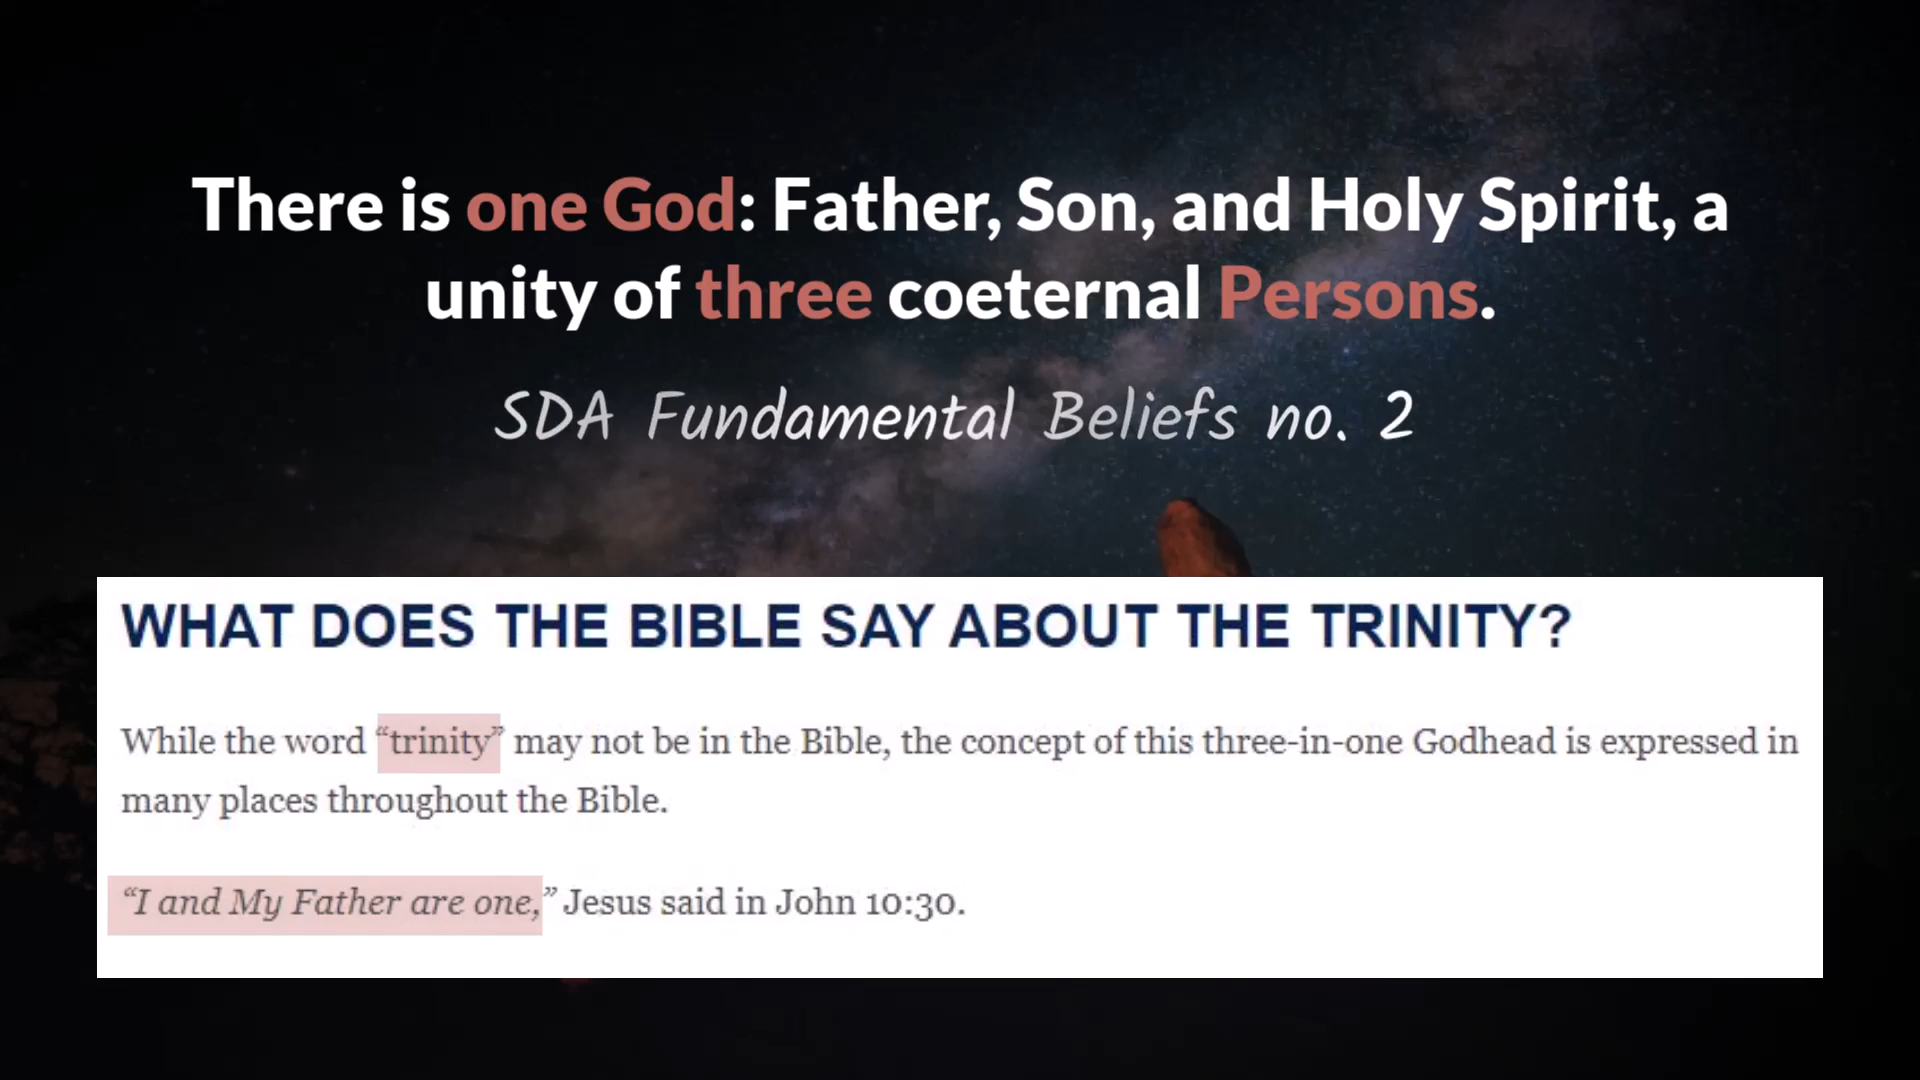 There is one God: Father, Son, and Holy Spirit, a
unity of three coeternal Persons.
SDA Fundamental Beliefs no. 2
WHAT DOES THE BIBLE SAY ABOUT THE TRINITY?
While the word “trinity” may not be in the Bible, the concept of this three-in-one Godhead is expressed in
many places throughout the Bible.
“I and My Father are one,” Jesus said in John 10:30.